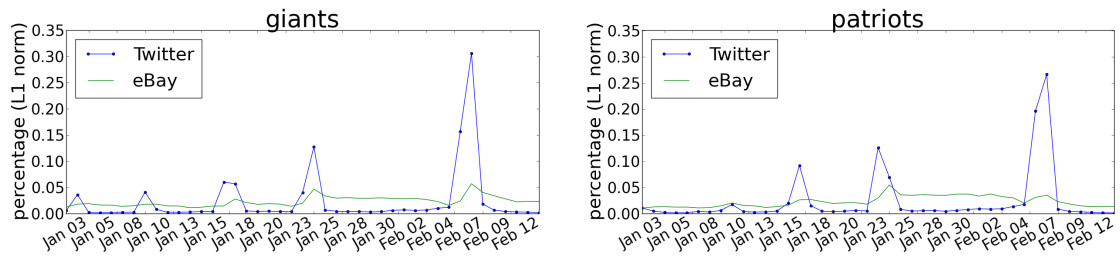 giants
percentage (L1 norm)
0.35
0.30
0.25
0.20
0.15
0.10
0.05
0.00
Twitter
eBay
Jan 03
Jan 05
Jan 08
Jan 10
Jan 13
Jan 15
Jan 18
Jan 20
Jan 23
Jan 25
Jan 28
Jan 30
Feb 02
Feb 04
Feb 07
Feb 09
Feb 12
patriots
percentage (L1 norm)
0.35
0.30
0.25
0.20
0.15
0.10
0.05
0.00
Twitter
eBay
Jan 03
Jan 05
Jan 08
Jan 10
Jan 13
Jan 15
Jan 18
Jan 20
Jan 23
Jan 25
Jan 28
Jan 30
Feb 02
Feb 04
Feb 07
Feb 09
Feb 12